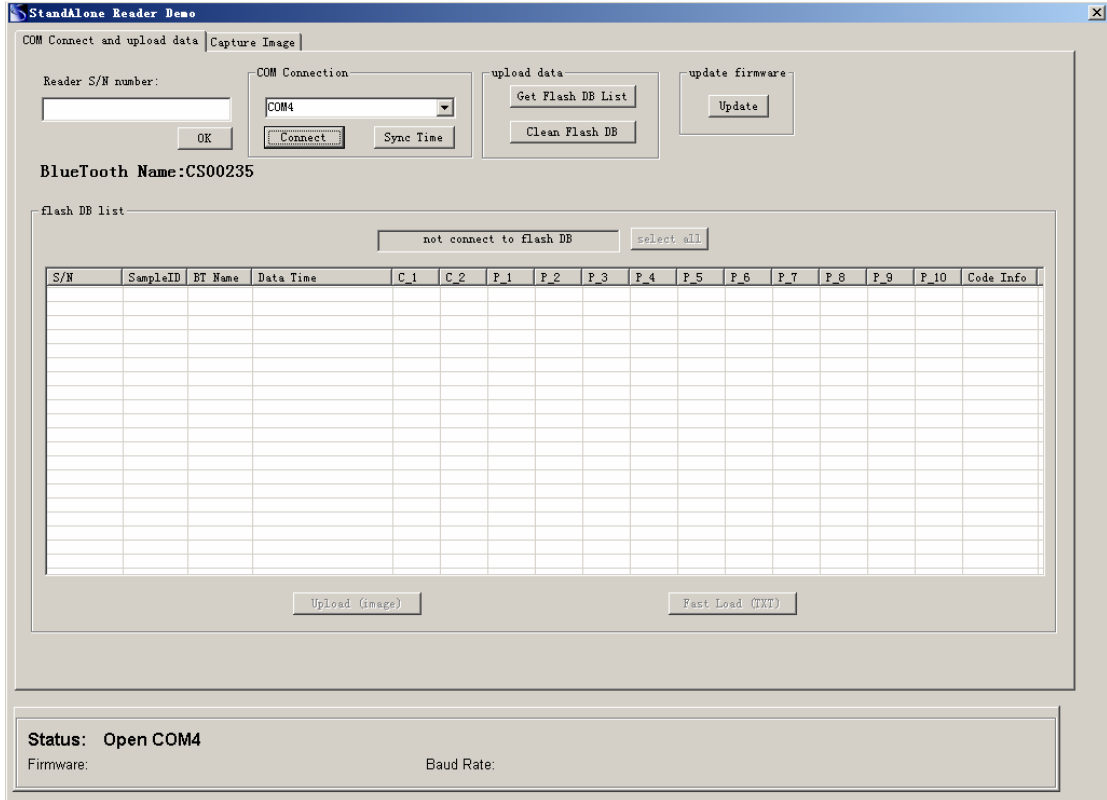 StandAlone Reader Demo
COM Connect and upload data Capture Image
Reader S/N number:
OK
COM Connection
COM4
Connect Sync Time
upload data
Get Flash DB List
Clean Flash DB
update firmware
Update
BlueTooth Name:CS00235
flash DB list
not connect to flash DB select all
S/N SampleID BT Name Data Time C_1 C_2 P_1 P_2 P_3 P_4 P_5 P_6 P_7 P_8 P_9 P_10 Code Info
Upload (image) Fast Load (TXT)
Status: Open COM4
Firmware: Baud Rate: